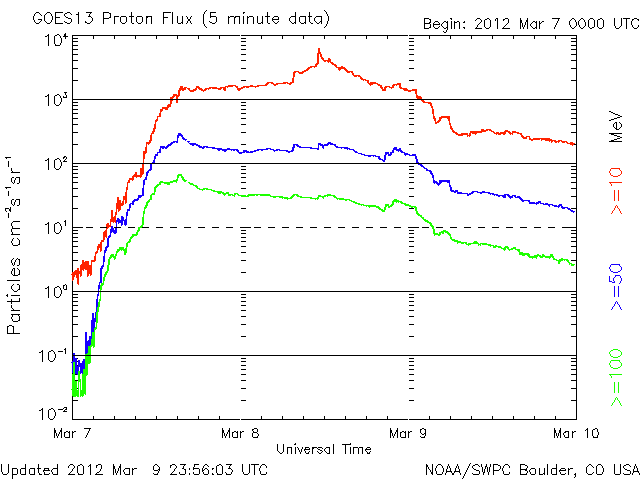 GOES13 Proton Flux (5 minute data)
Begin: 2012 Mar 7 0000 UTC
10⁴
10³
10²
10¹
10⁰
10⁻¹
10⁻²
Particles cm⁻²s⁻¹sr⁻¹
MeV
>=10
>=50
>=100
Mar 7
Mar 8
Mar 9
Mar 10
Universal Time
Updated 2012 Mar 9 23:56:03 UTC
NOAA/SWPC Boulder, CO USA